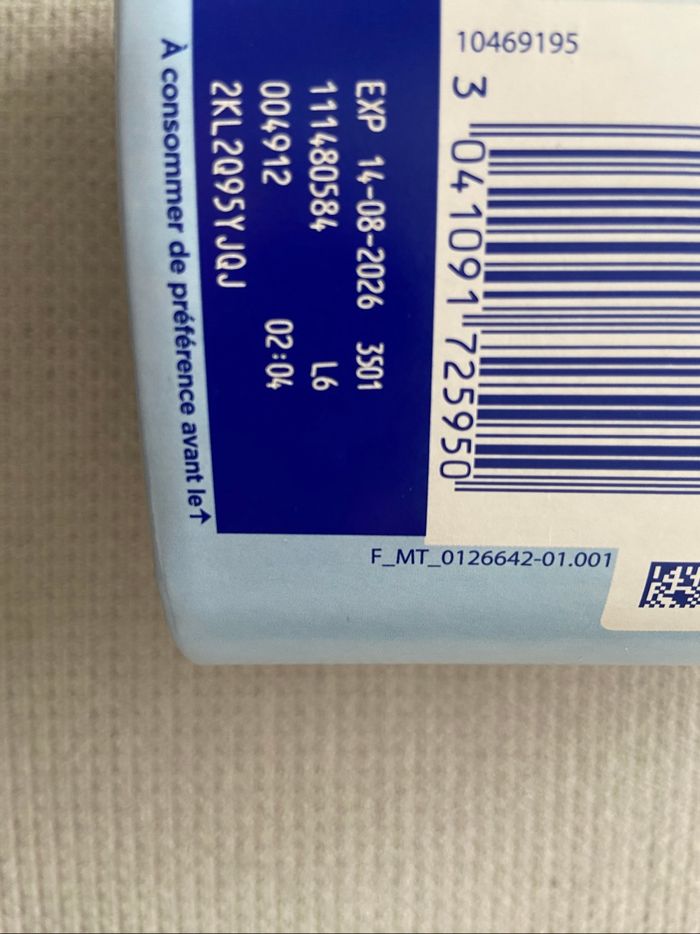 10469195
3 041091 725950
EXP 14-08-2026 3501
111480584 L6
004912 02:04
2KL2Q95YJQJ
À consommer de préférence avant le↑
F_MT_0126642-01.001